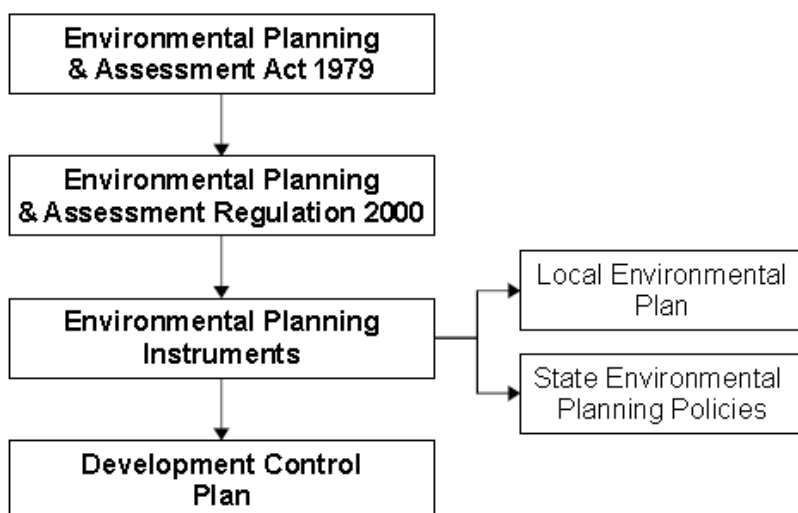 Environmental Planning
& Assessment Act 1979
Environmental Planning
& Assessment Regulation 2000
Environmental Planning
Instruments
Local Environmental
Plan
State Environmental
Planning Policies
Development Control
Plan